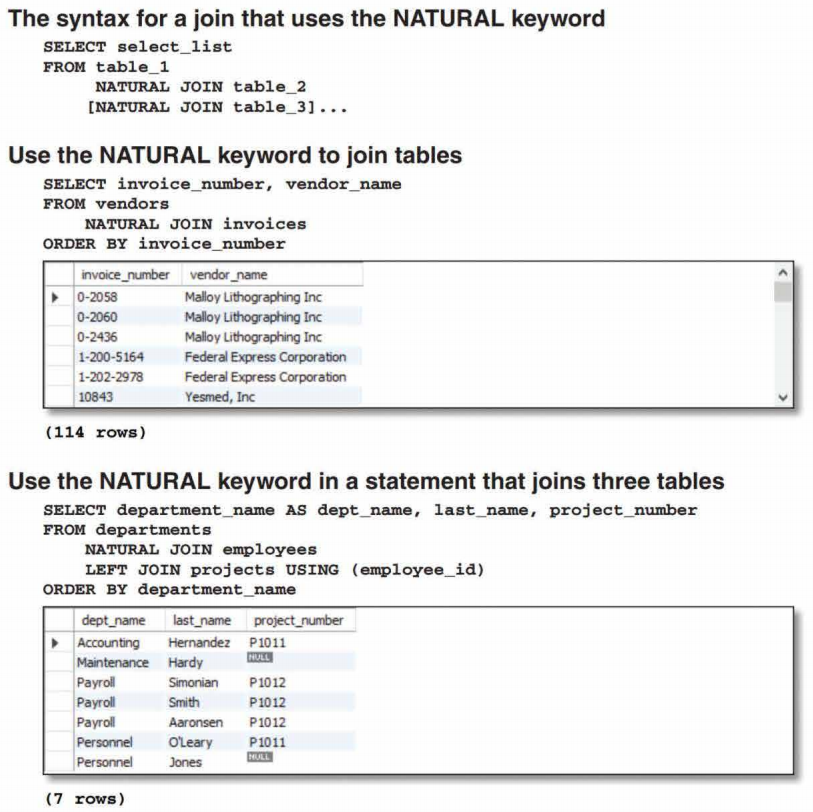 The syntax for a join that uses the NATURAL keyword
SELECT select_list
FROM table_1
NATURAL JOIN table_2
[NATURAL JOIN table_3]...
Use the NATURAL keyword to join tables
SELECT invoice_number, vendor_name
FROM vendors
NATURAL JOIN invoices
ORDER BY invoice_number
invoice_number vendor_name
0-2058 Malloy Lithographing Inc
0-2060 Malloy Lithographing Inc
0-2436 Malloy Lithographing Inc
1-200-5164 Federal Express Corporation
1-202-2978 Federal Express Corporation
10843 Yesmed, Inc
(114 rows)
Use the NATURAL keyword in a statement that joins three tables
SELECT department_name AS dept_name, last_name, project_number
FROM departments
NATURAL JOIN employees
LEFT JOIN projects USING (employee_id)
ORDER BY department_name
dept_name last_name project_number
Accounting Hernandez P1011
Maintenance Hardy NULL
Payroll Simonian P1012
Payroll Smith P1012
Payroll Aaronsen P1012
Personnel O'Leary P1011
Personnel Jones NULL
(7 rows)